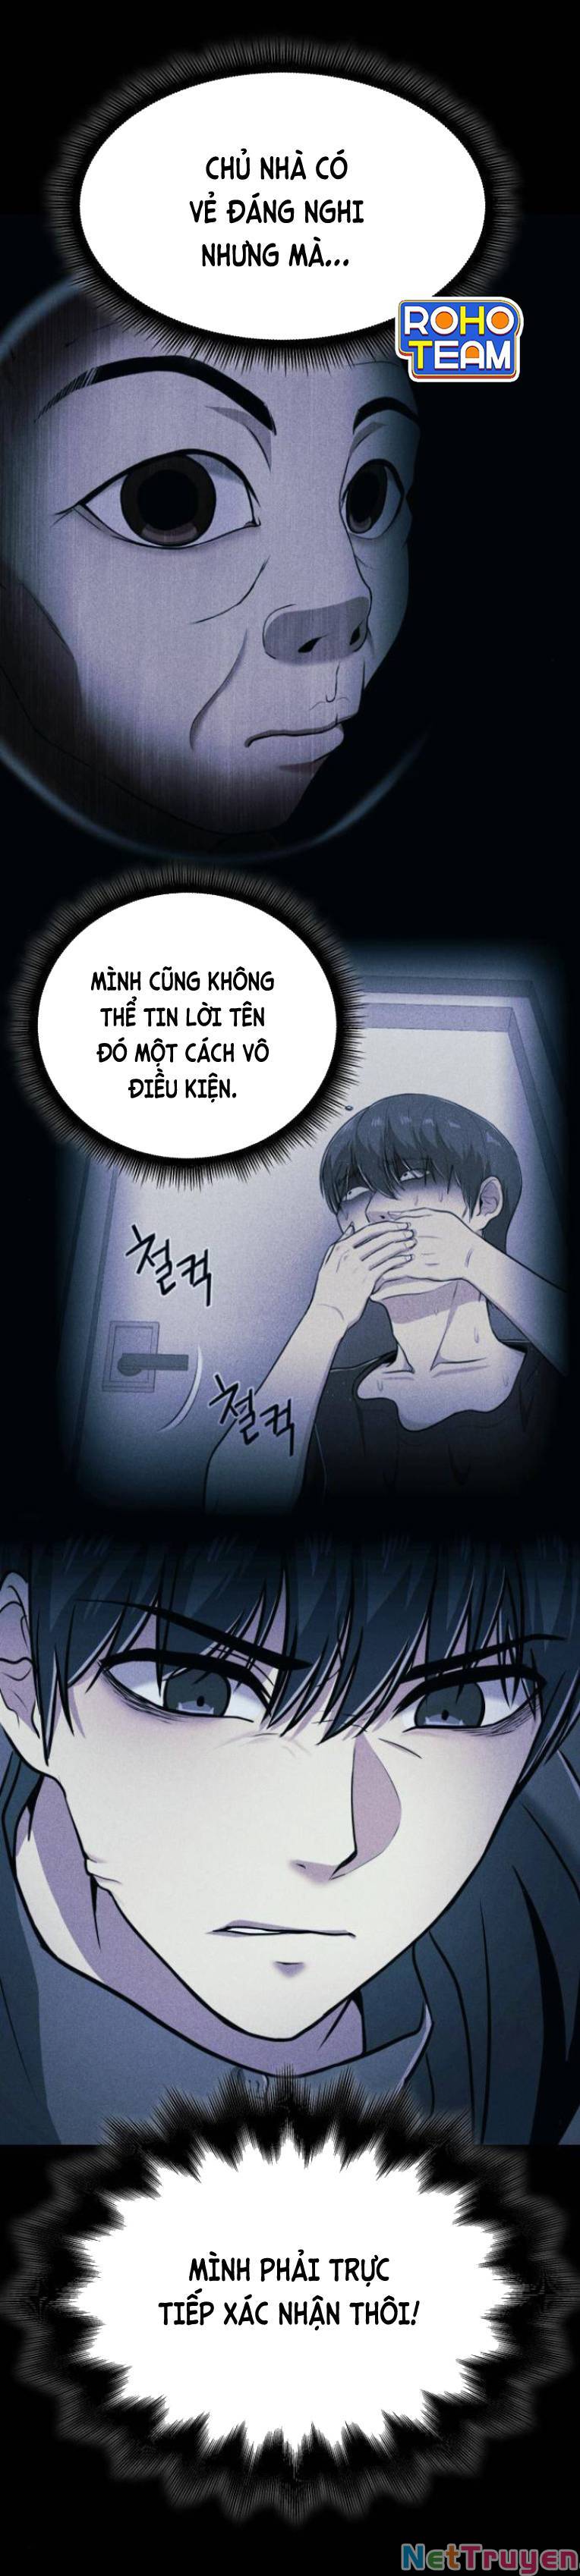 CHỦ NHÀ CÓ
VẺ ĐÁNG NGHI
NHƯNG MÀ...
ROHO
TEAM
MÌNH CŨNG KHÔNG
THỂ TIN LỜI TÊN
ĐÓ MỘT CÁCH VÔ
ĐIỀU KIỆN.
철컥
철컥
MÌNH PHẢI TRỰC
TIẾP XÁC NHẬN THÔI!
NetTruyen